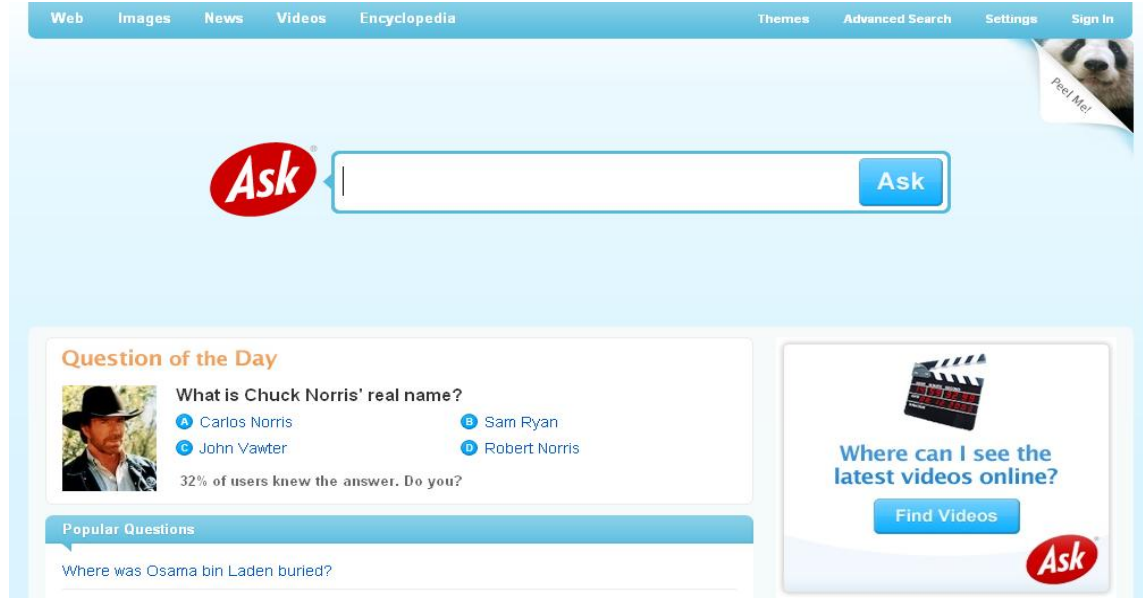 Web Images News Videos Encyclopedia Themes Advanced Search Settings Sign In
Peel Me!
Ask® Ask
Question of the Day
What is Chuck Norris' real name?
A Carlos Norris B Sam Ryan
C John Vawter D Robert Norris
32% of users knew the answer. Do you?
Popular Questions
Where was Osama bin Laden buried?
Where can I see the
latest videos online?
Find Videos
Ask